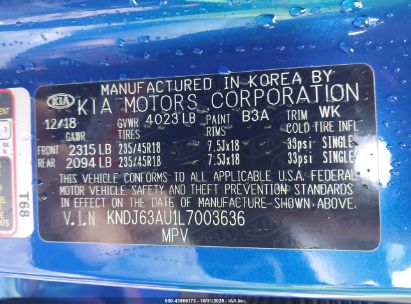 MANUFACTURED IN KOREA BY
KIA KIA MOTORS CORPORATION
12/18 GVWR 4023 LB PAINT B3A TRIM WK
GAWR TIRES RIMS COLD TIRE INFL
FRONT 2315 LB 235/45R18 7.5Jx18 33psi SINGLE
REAR 2094 LB 235/45R18 7.5Jx18 33psi SINGLE
THIS VEHICLE CONFORMS TO ALL APPLICABLE U.S.A. FEDERAL
MOTOR VEHICLE SAFETY AND THEFT PREVENTION STANDARDS
IN EFFECT ON THE DATE OF MANUFACTURE SHOWN ABOVE.
V.I.N KNDJ63AU1L7003636
MPV
T68